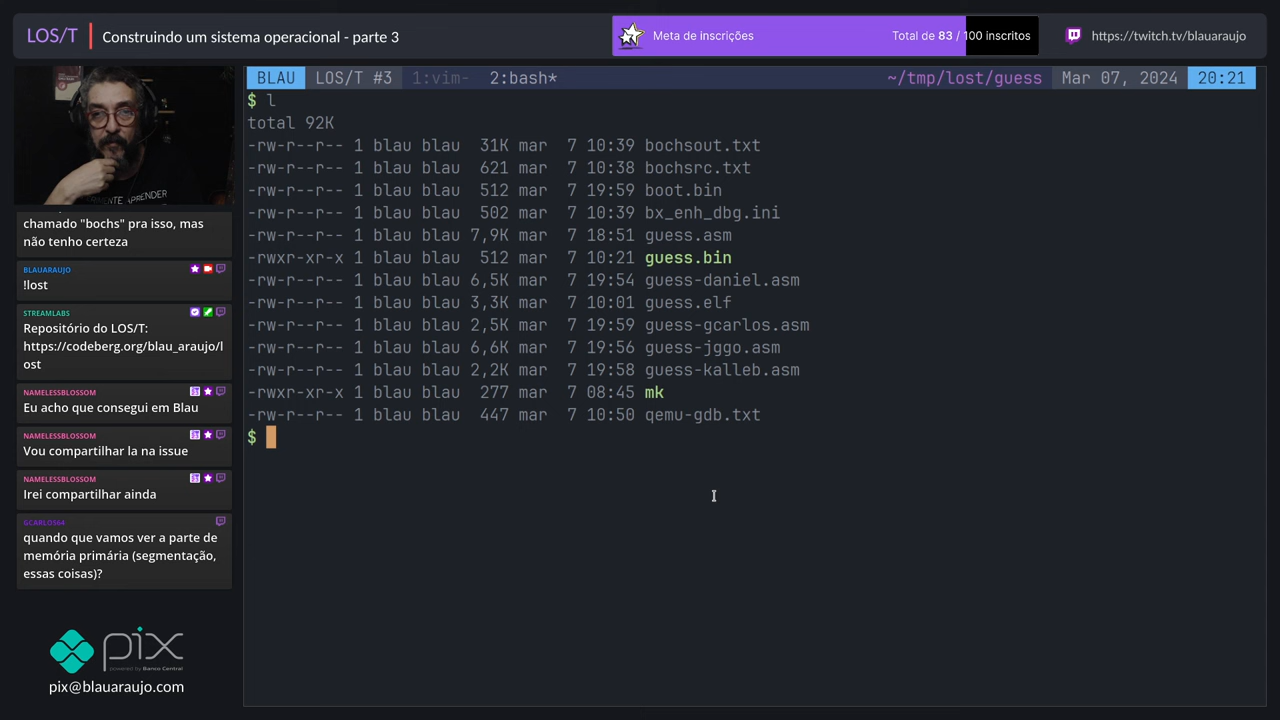 LOS/T
Construindo um sistema operacional - parte 3
Meta de inscrições
Total de 83 / 100 inscritos
https://twitch.tv/blauaraujo
BLAU LOS/T #3 1:vim- 2:bash*
~/tmp/lost/guess Mar 07, 2024 20:21
$ l
total 92K
-rw-r--r-- 1 blau blau 31K mar 7 10:39 bochsout.txt
-rw-r--r-- 1 blau blau 621 mar 7 10:38 bochsrc.txt
-rw-r--r-- 1 blau blau 512 mar 7 19:59 boot.bin
-rw-r--r-- 1 blau blau 502 mar 7 10:39 bx_enh_dbg.ini
-rw-r--r-- 1 blau blau 7,9K mar 7 18:51 guess.asm
-rwxr-xr-x 1 blau blau 512 mar 7 10:21 guess.bin
-rw-r--r-- 1 blau blau 6,5K mar 7 19:54 guess-daniel.asm
-rw-r--r-- 1 blau blau 3,3K mar 7 10:01 guess.elf
-rw-r--r-- 1 blau blau 2,5K mar 7 19:59 guess-gcarlos.asm
-rw-r--r-- 1 blau blau 6,6K mar 7 19:56 guess-jggo.asm
-rw-r--r-- 1 blau blau 2,2K mar 7 19:58 guess-kalleb.asm
-rwxr-xr-x 1 blau blau 277 mar 7 08:45 mk
-rw-r--r-- 1 blau blau 447 mar 7 10:50 qemu-gdb.txt
$
MENTE APRENDER
chamado "bochs" pra isso, mas
não tenho certeza
BLAUARAUJO
!lost
STREAMLABS
Repositório do LOS/T:
https://codeberg.org/blau_araujo/l
ost
NAMELESSBLOSSOM
Eu acho que consegui em Blau
NAMELESSBLOSSOM
Vou compartilhar la na issue
NAMELESSBLOSSOM
Irei compartilhar ainda
GCARLOS64
quando que vamos ver a parte de
memória primária (segmentação,
essas coisas)?
pix
powered by Banco Central
pix@blauaraujo.com